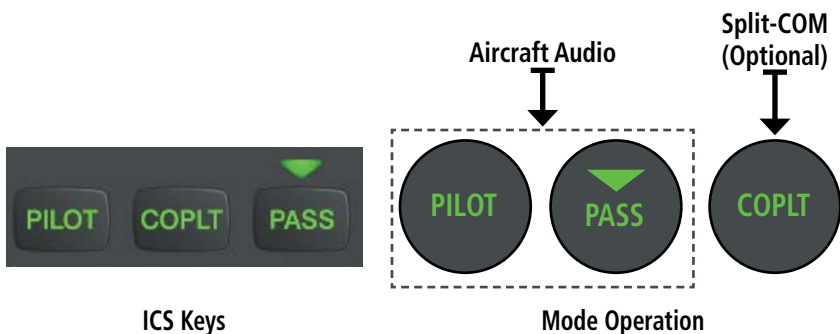 Split-COM
(Optional)
Aircraft Audio
PILOT COPLT PASS
PILOT PASS COPLT
ICS Keys
Mode Operation